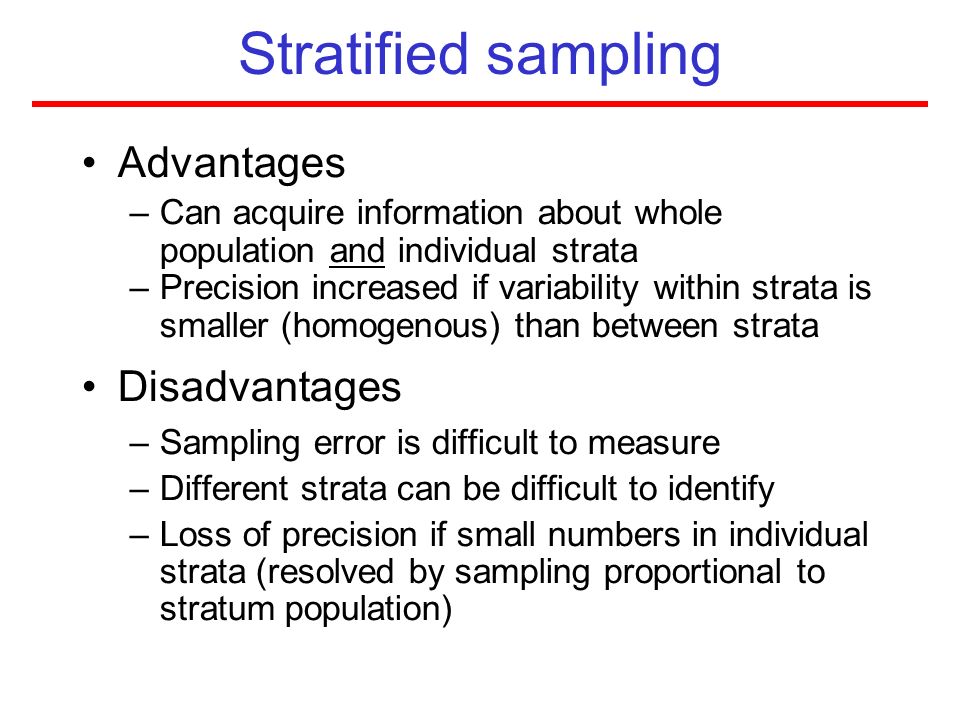 Stratified sampling
• Advantages
– Can acquire information about whole
population and individual strata
– Precision increased if variability within strata is
smaller (homogenous) than between strata
• Disadvantages
– Sampling error is difficult to measure
– Different strata can be difficult to identify
– Loss of precision if small numbers in individual
strata (resolved by sampling proportional to
stratum population)